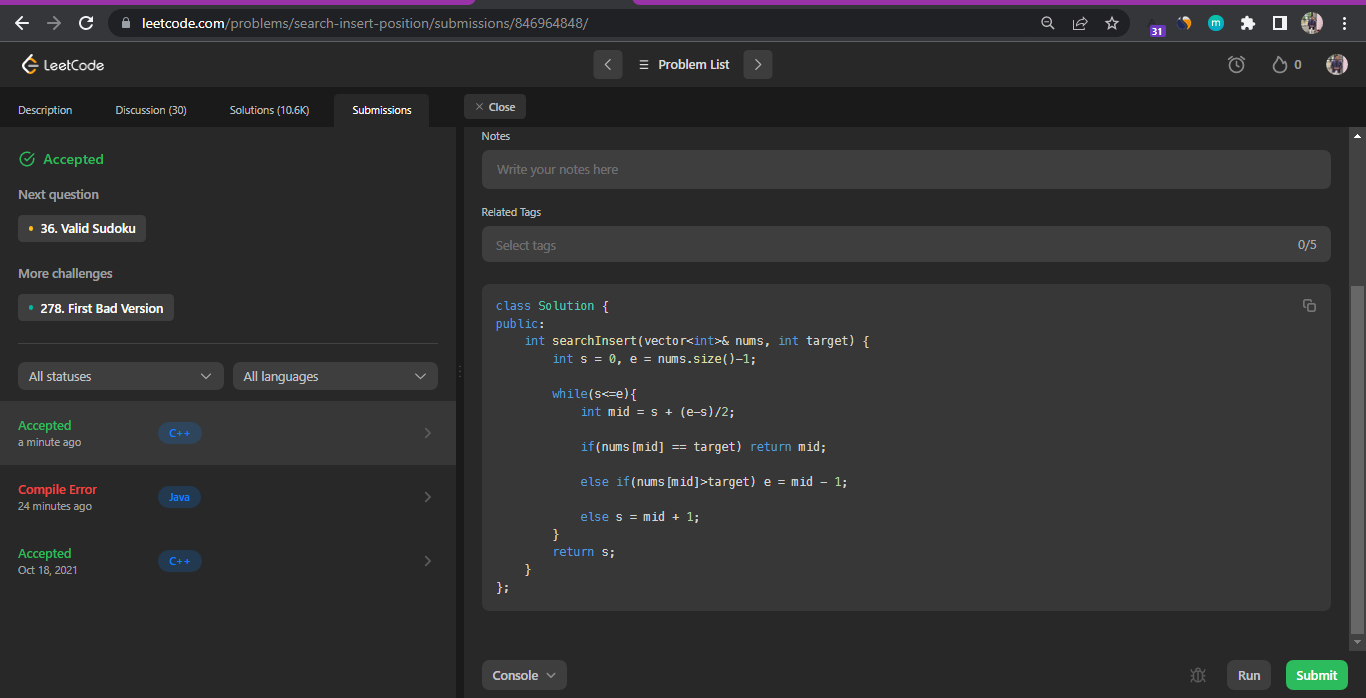 leetcode.com/problems/search-insert-position/submissions/846964848/
31
m
LeetCode
Problem List
0
Description
Discussion (30)
Solutions (10.6K)
Submissions
Close
Accepted
Next question
36. Valid Sudoku
More challenges
278. First Bad Version
All statuses
All languages
Accepted
a minute ago
C++
Compile Error
24 minutes ago
Java
Accepted
Oct 18, 2021
C++
Notes
Write your notes here
Related Tags
Select tags
0/5
class Solution {
public:
    int searchInsert(vector<int>& nums, int target) {
        int s = 0, e = nums.size()-1;
        while(s<=e){
            int mid = s + (e-s)/2;
            if(nums[mid] == target) return mid;
            else if(nums[mid]>target) e = mid - 1;
            else s = mid + 1;
        }
        return s;
    }
};
Console
Run
Submit